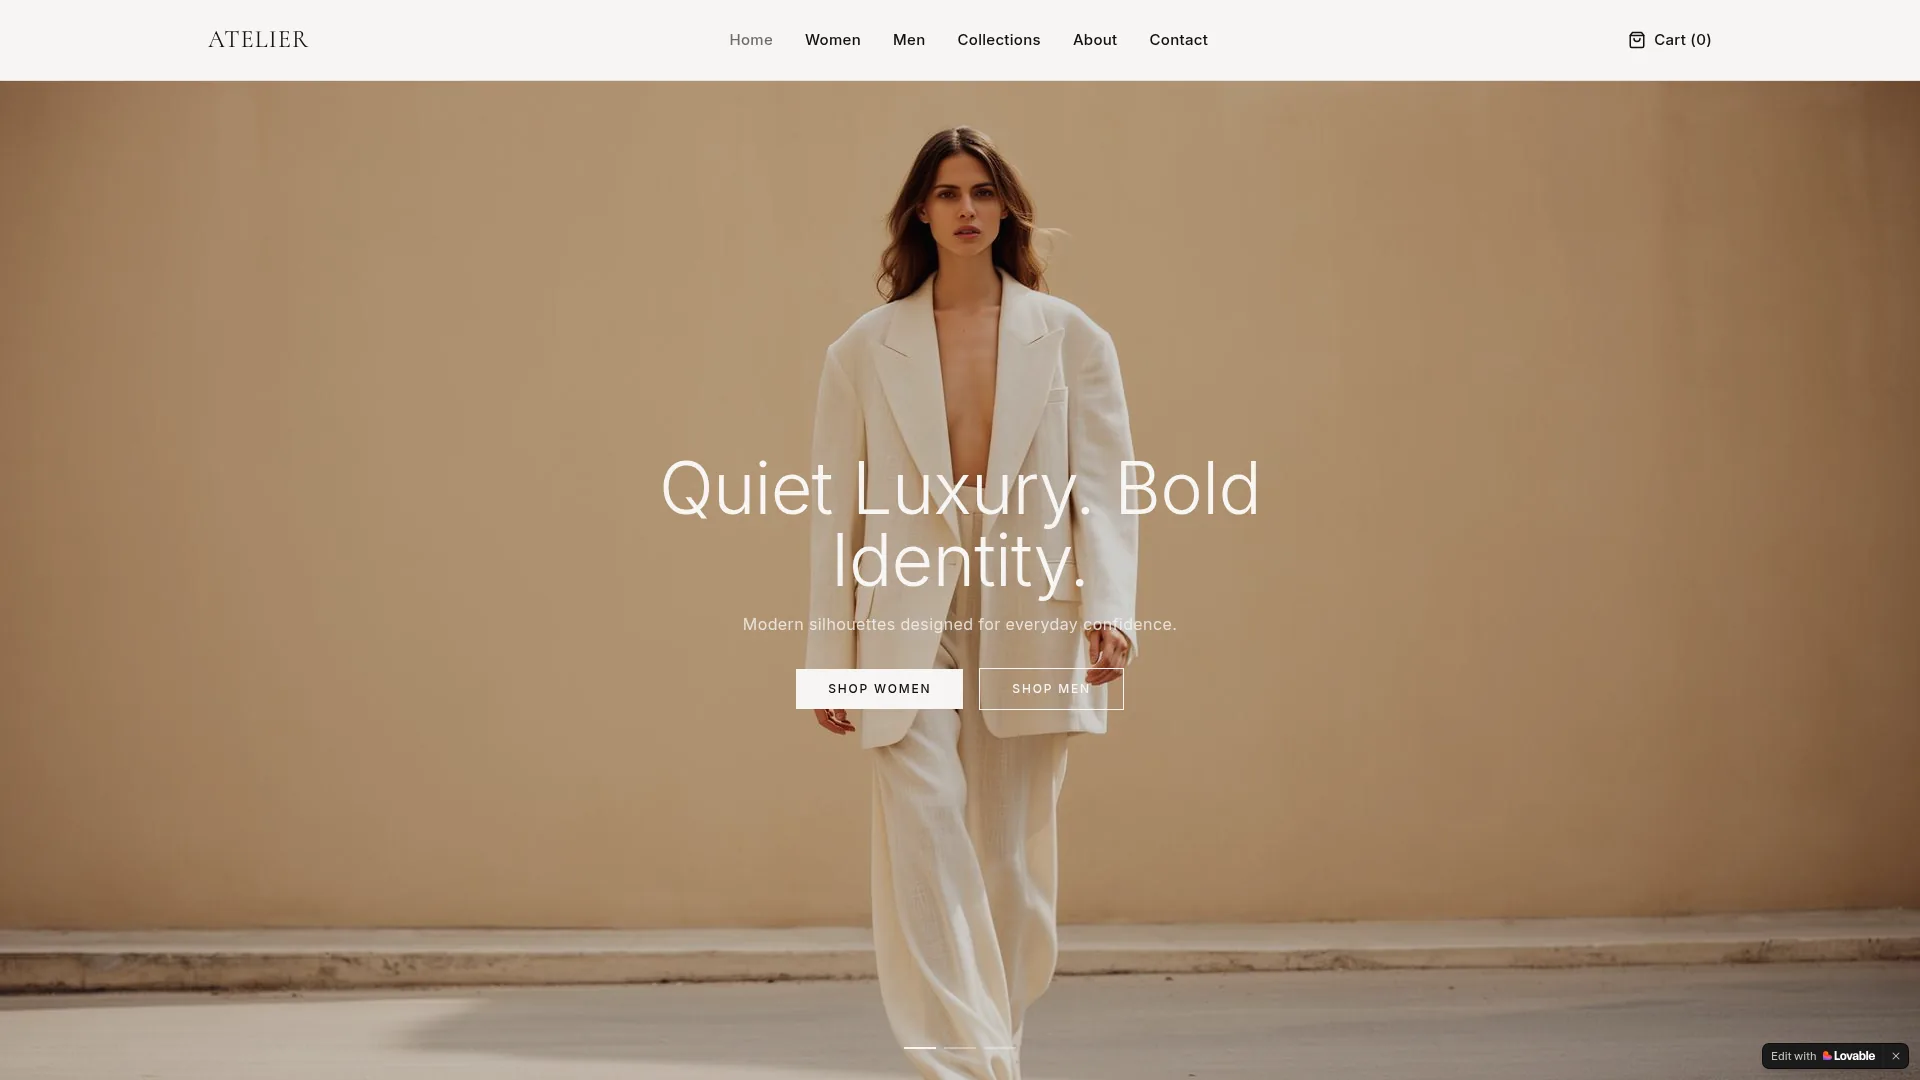 ATELIER
Home
Women
Men
Collections
About
Contact
Cart (0)
Quiet Luxury. Bold
Identity.
Modern silhouettes designed for everyday confidence.
SHOP WOMEN
SHOP MEN
Edit with Lovable